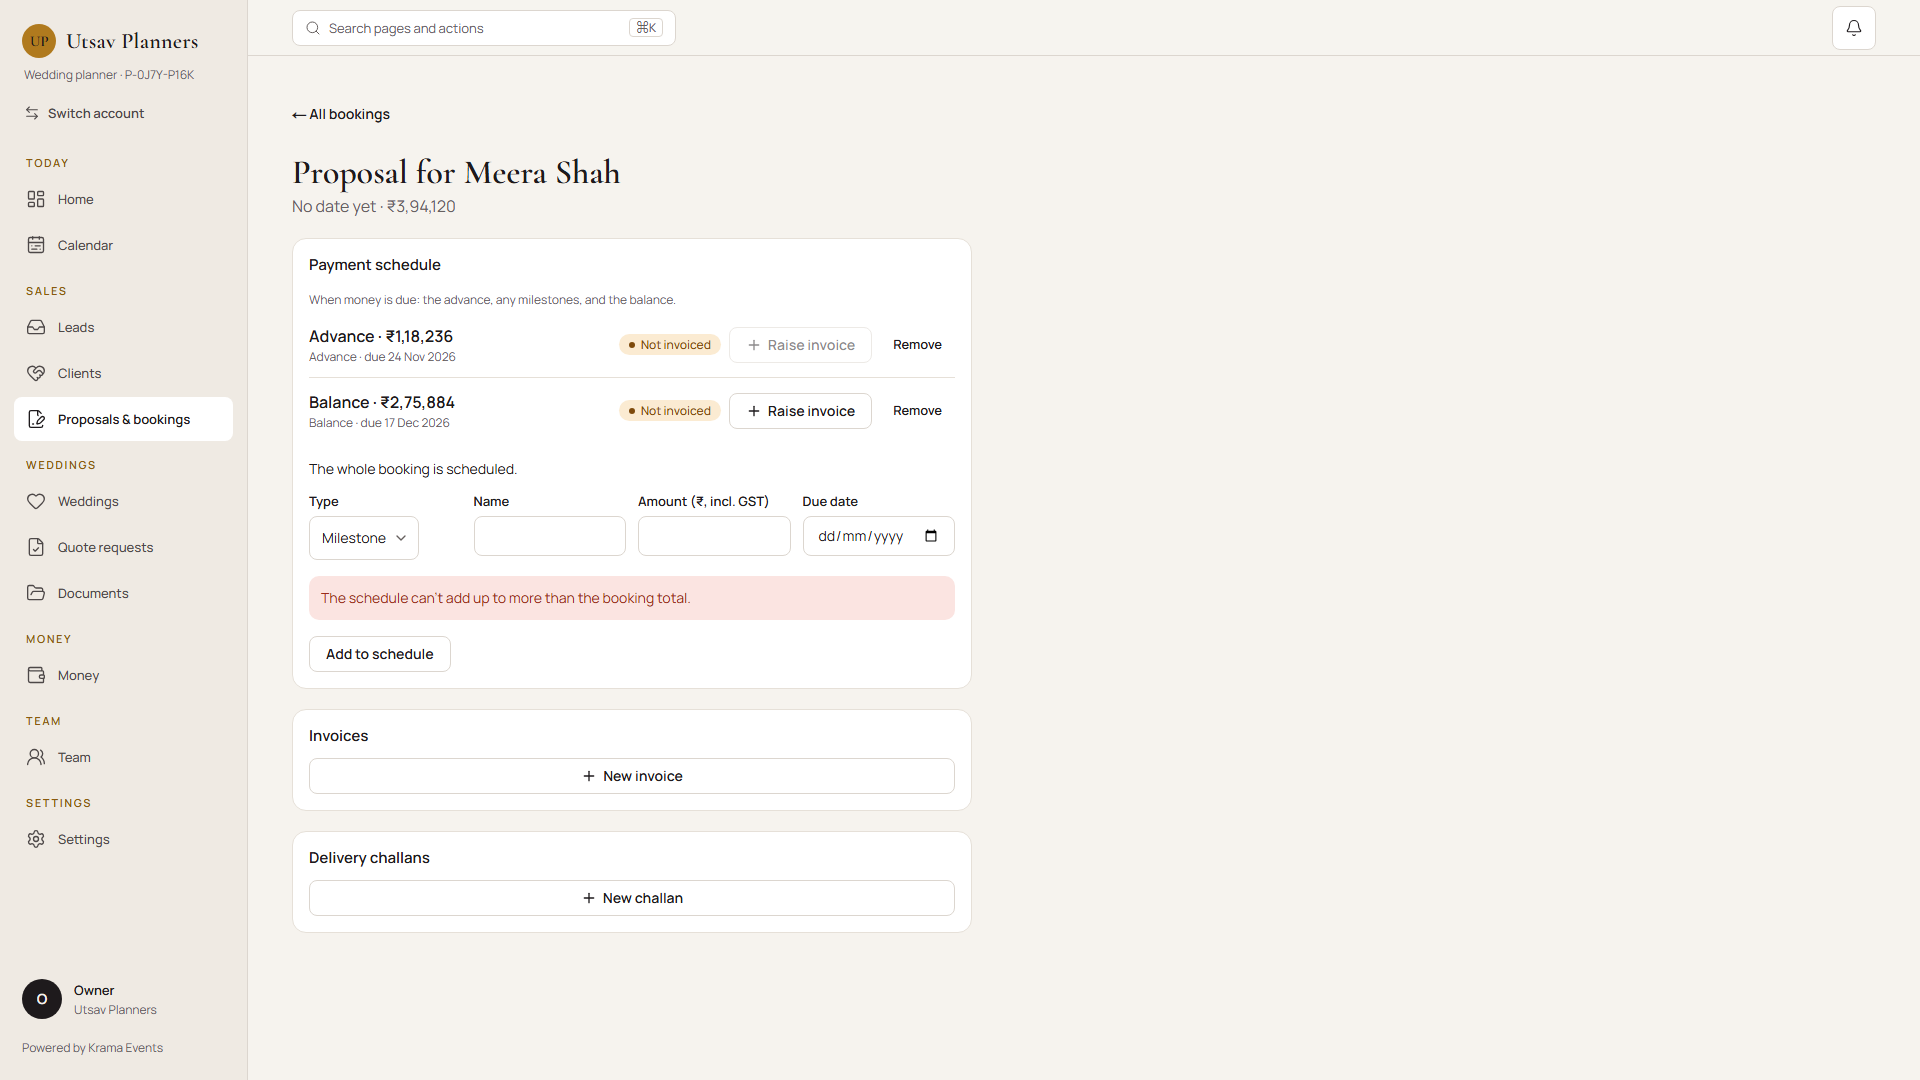 UP Utsav Planners
Wedding planner · P-0J7Y-P16K
Switch account
TODAY
Home
Calendar
SALES
Leads
Clients
Proposals & bookings
WEDDINGS
Weddings
Quote requests
Documents
MONEY
Money
TEAM
Team
SETTINGS
Settings
O
Owner
Utsav Planners
Powered by Krama Events
Search pages and actions ⌘K
← All bookings
Proposal for Meera Shah
No date yet · ₹3,94,120
Payment schedule
When money is due: the advance, any milestones, and the balance.
Advance · ₹1,18,236
Advance · due 24 Nov 2026
Not invoiced + Raise invoice Remove
Balance · ₹2,75,884
Balance · due 17 Dec 2026
Not invoiced + Raise invoice Remove
The whole booking is scheduled.
Type Name Amount (₹, incl. GST) Due date
Milestone dd/mm/yyyy
The schedule can't add up to more than the booking total.
Add to schedule
Invoices
+ New invoice
Delivery challans
+ New challan